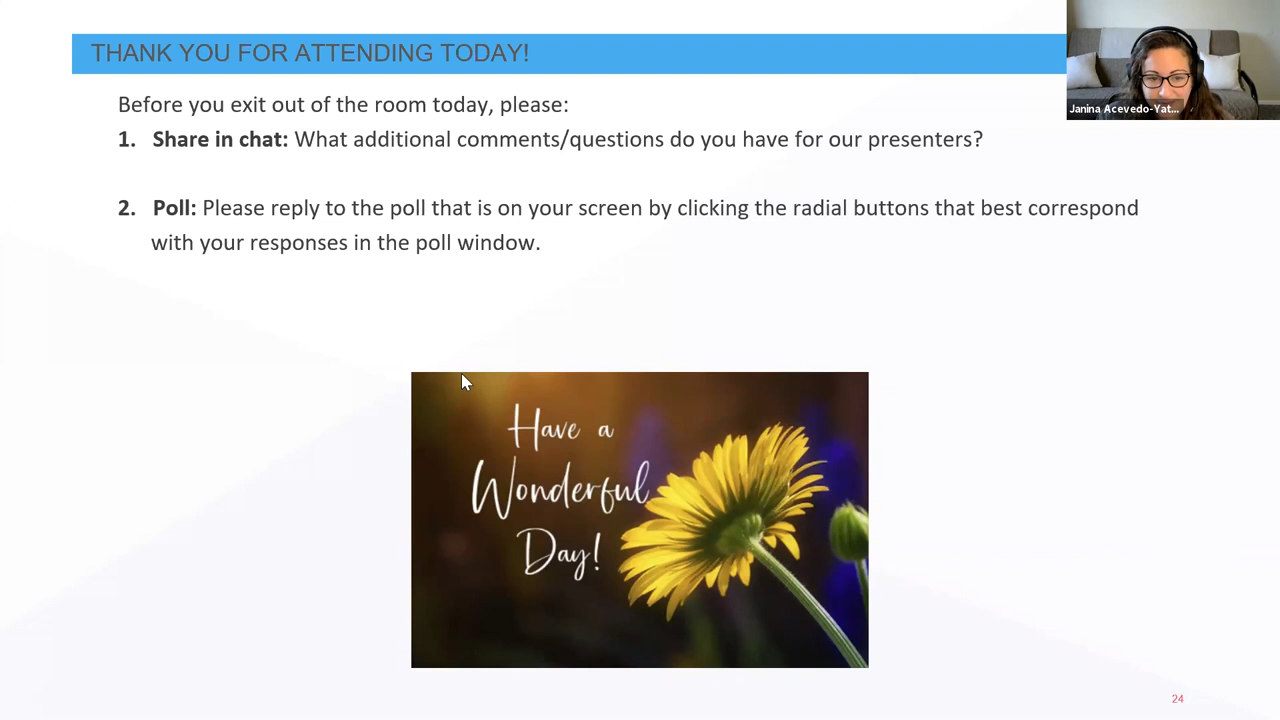 THANK YOU FOR ATTENDING TODAY!
Janina Acevedo-Yat...
Before you exit out of the room today, please:
1. Share in chat: What additional comments/questions do you have for our presenters?
2. Poll: Please reply to the poll that is on your screen by clicking the radial buttons that best correspond
with your responses in the poll window.
Have a
Wonderful
Day!
24